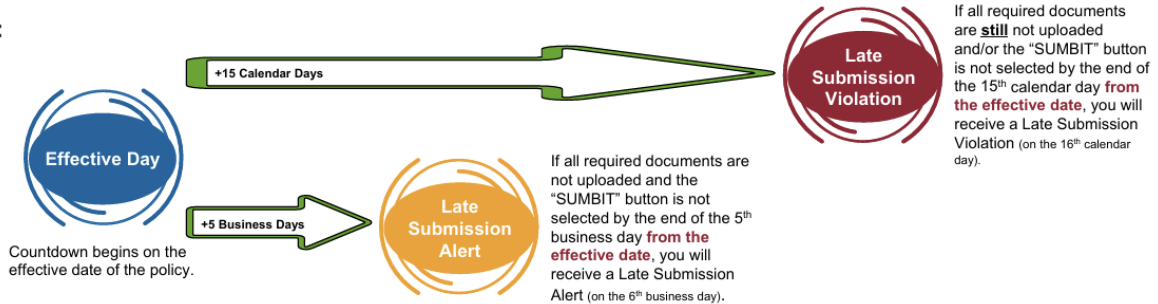 :
+15 Calendar Days
Late
Submission
Violation
If all required documents
are still not uploaded
and/or the “SUMBIT” button
is not selected by the end of
the 15th calendar day from
the effective date, you will
receive a Late Submission
Violation (on the 16th calendar
day).
Effective Day
Countdown begins on the
effective date of the policy.
+5 Business Days
Late
Submission
Alert
If all required documents are
not uploaded and the
“SUMBIT” button is not
selected by the end of the 5th
business day from the
effective date, you will
receive a Late Submission
Alert (on the 6th business day).